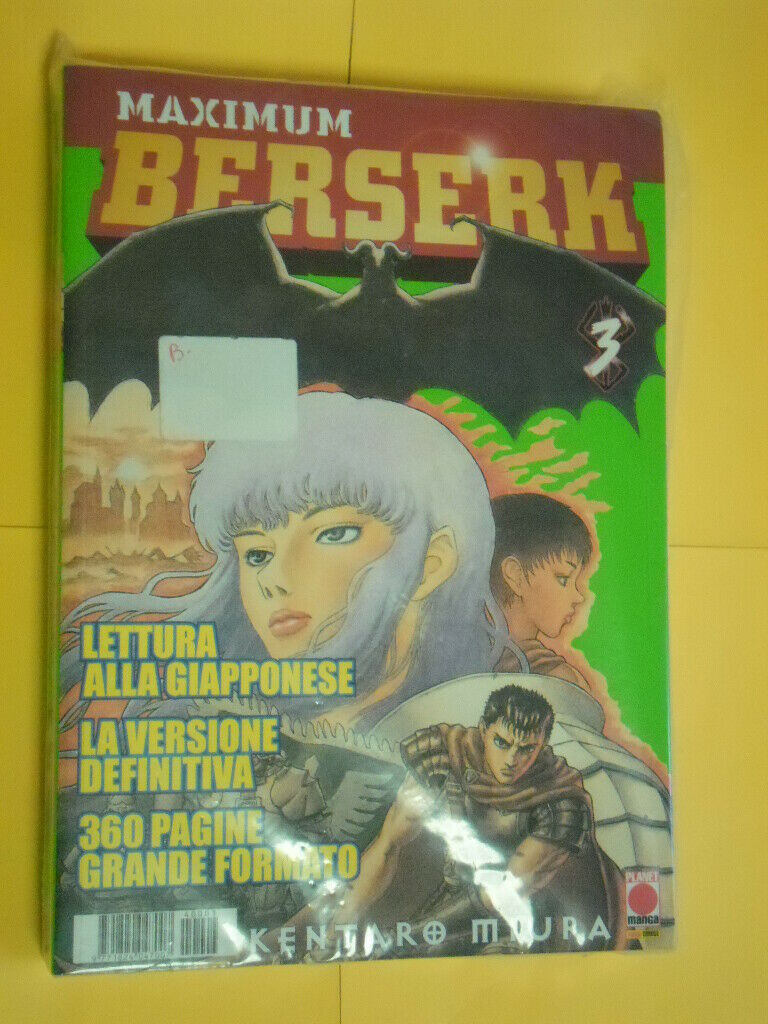 MAXIMUM
BERSERK
3
B.
LETTURA
ALLA GIAPPONESE
LA VERSIONE
DEFINITIVA
360 PAGINE
GRANDE FORMATO
KENTARO MIURA
PLANET
manga